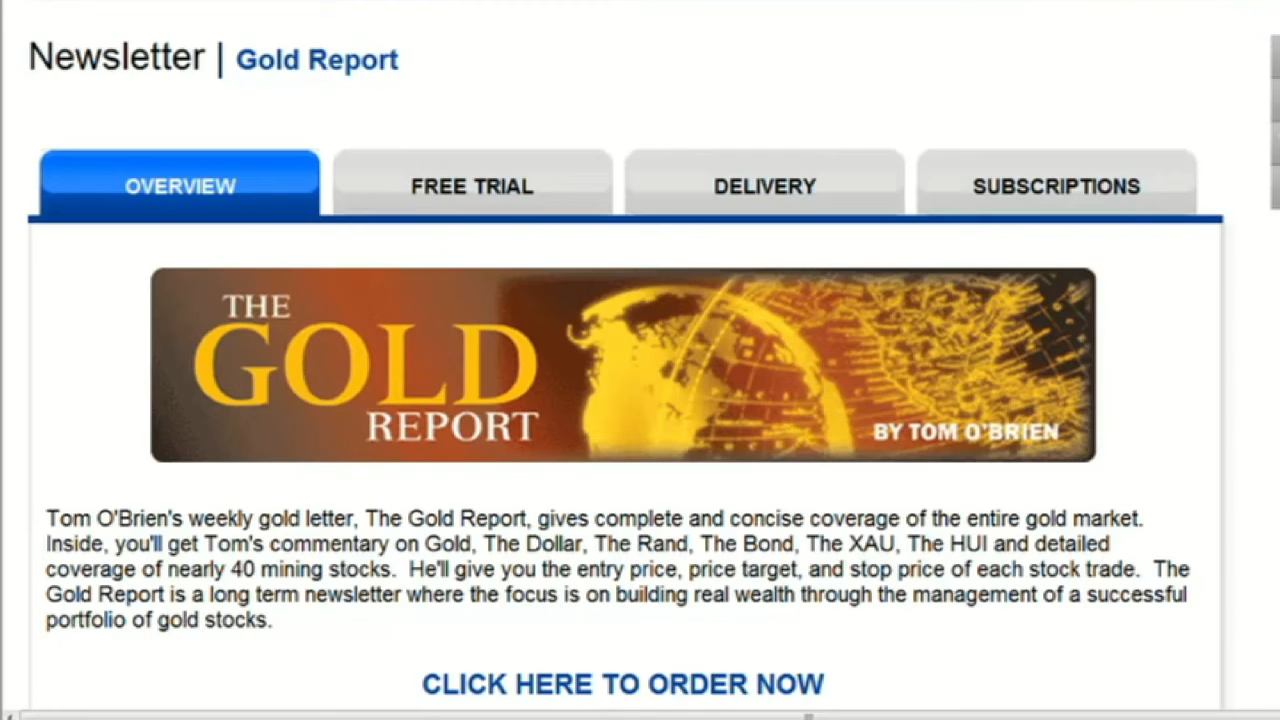 Newsletter | Gold Report
OVERVIEW
FREE TRIAL
DELIVERY
SUBSCRIPTIONS
THE
GOLD
REPORT
BY TOM O'BRIEN
Tom O'Brien's weekly gold letter, The Gold Report, gives complete and concise coverage of the entire gold market.
Inside, you'll get Tom's commentary on Gold, The Dollar, The Rand, The Bond, The XAU, The HUI and detailed
coverage of nearly 40 mining stocks.  He'll give you the entry price, price target, and stop price of each stock trade.  The
Gold Report is a long term newsletter where the focus is on building real wealth through the management of a successful
portfolio of gold stocks.
CLICK HERE TO ORDER NOW